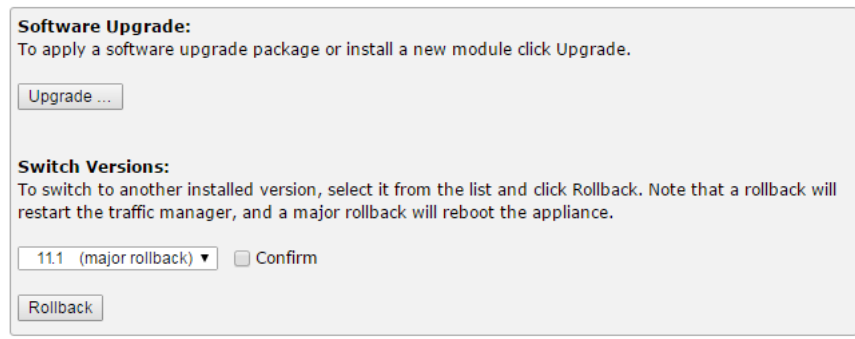 Software Upgrade:
To apply a software upgrade package or install a new module click Upgrade.
Upgrade ...
Switch Versions:
To switch to another installed version, select it from the list and click Rollback. Note that a rollback will
restart the traffic manager, and a major rollback will reboot the appliance.
11.1 (major rollback) ▼ Confirm
Rollback